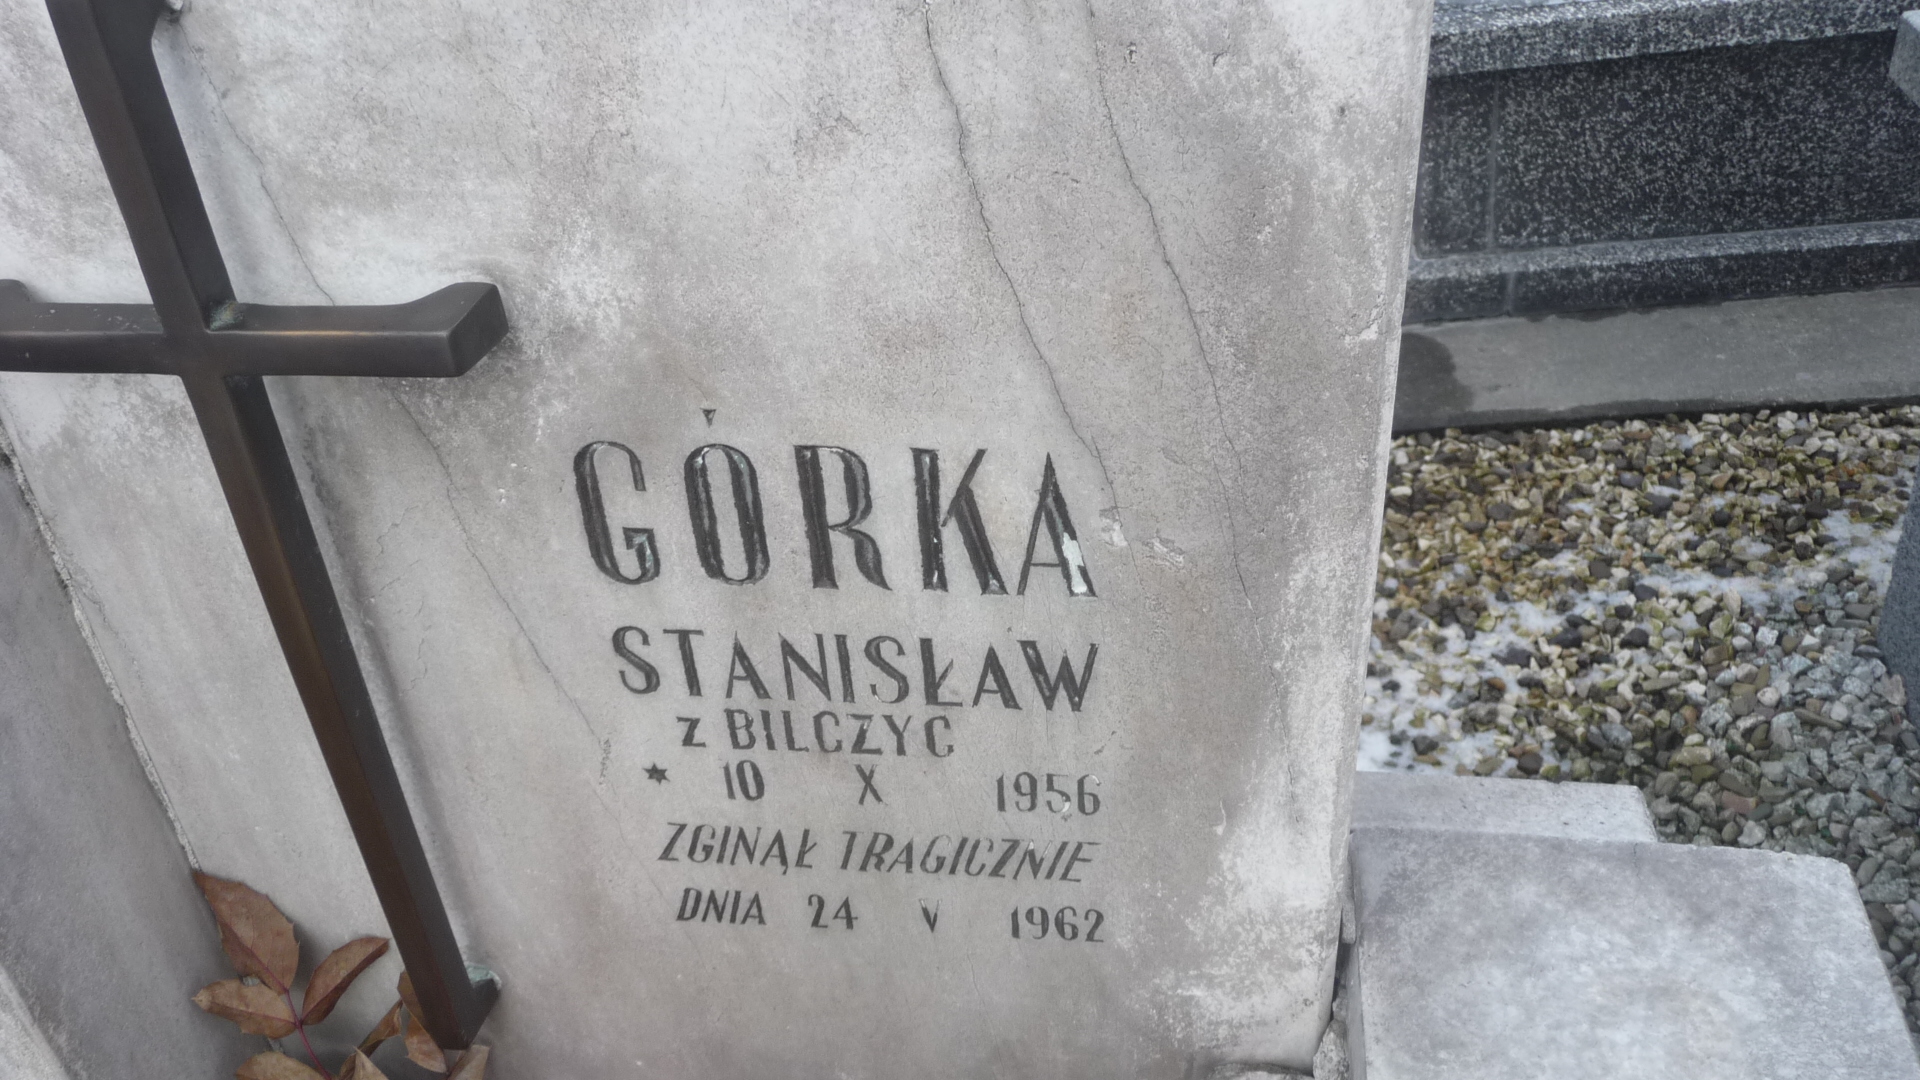 GÓRKA
STANISŁAW
z BILCZYC
* 10 X 1956
ZGINĄŁ TRAGICZNIE
DNIA 24 V 1962